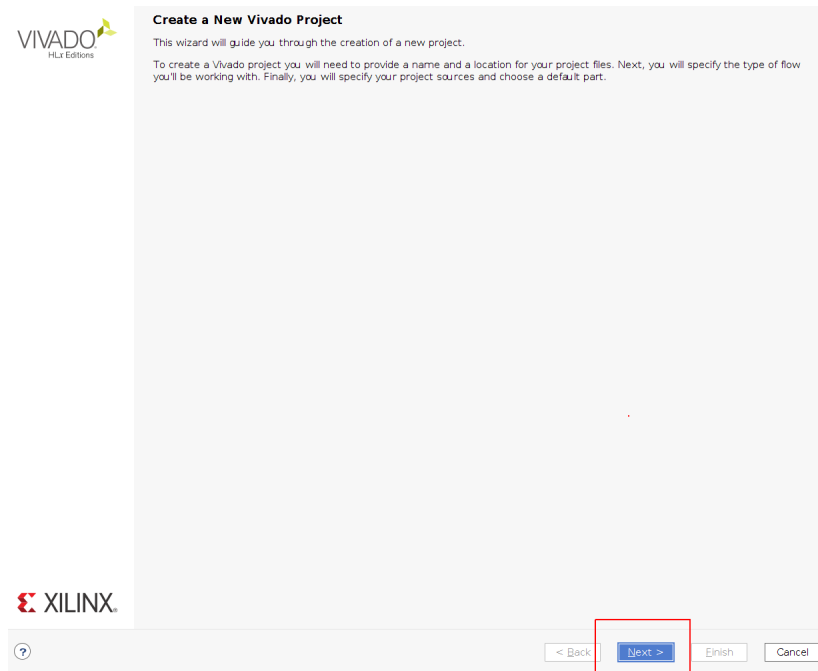 VIVADO
HLx Editions
Create a New Vivado Project
This wizard will guide you through the creation of a new project.
To create a Vivado project you will need to provide a name and a location for your project files. Next, you will specify the type of flow
you'll be working with. Finally, you will specify your project sources and choose a default part.
XILINX
?
< Back
Next >
Finish
Cancel